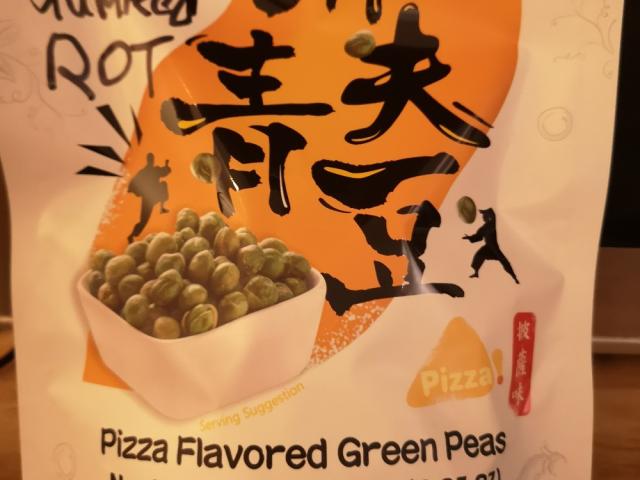 ROT
夫
青
豆
Pizza!
披薩味
Serving Suggestion
Pizza Flavored Green Peas